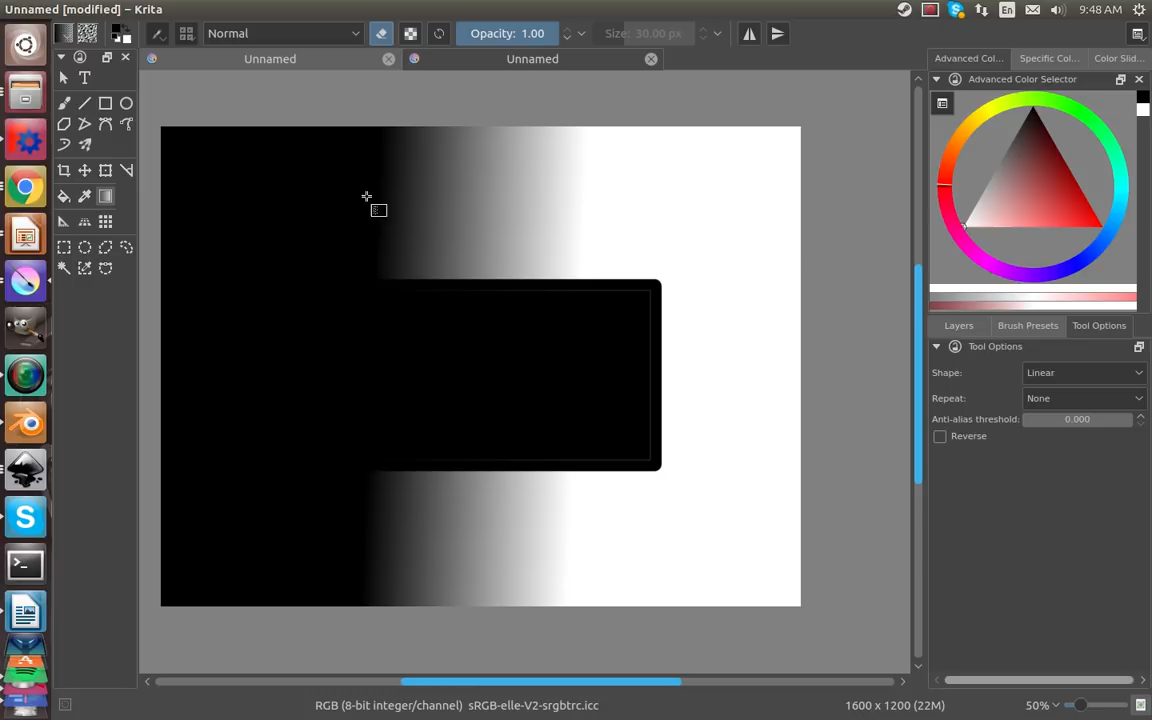 Unnamed [modified] – Krita
En
9:48 AM
Normal
Opacity: 1.00
Size: 30.00 px
Unnamed
Unnamed
Advanced Col...
Specific Col...
Color Slid...
Advanced Color Selector
Layers
Brush Presets
Tool Options
Tool Options
Shape:
Linear
Repeat:
None
Anti-alias threshold:
0.000
Reverse
RGB (8-bit integer/channel) sRGB-elle-V2-srgbtrc.icc
1600 x 1200 (22M)
50%